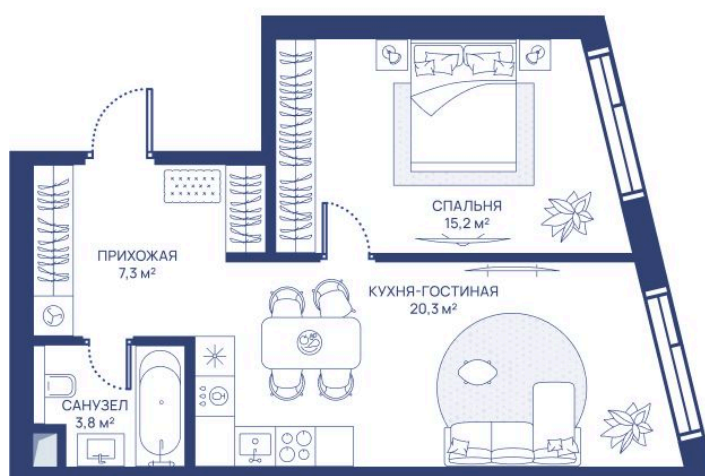 СПАЛЬНЯ
15,2 м²
ПРИХОЖАЯ
7,3 м²
КУХНЯ-ГОСТИНАЯ
20,3 м²
САНУЗЕЛ
3,8 м²